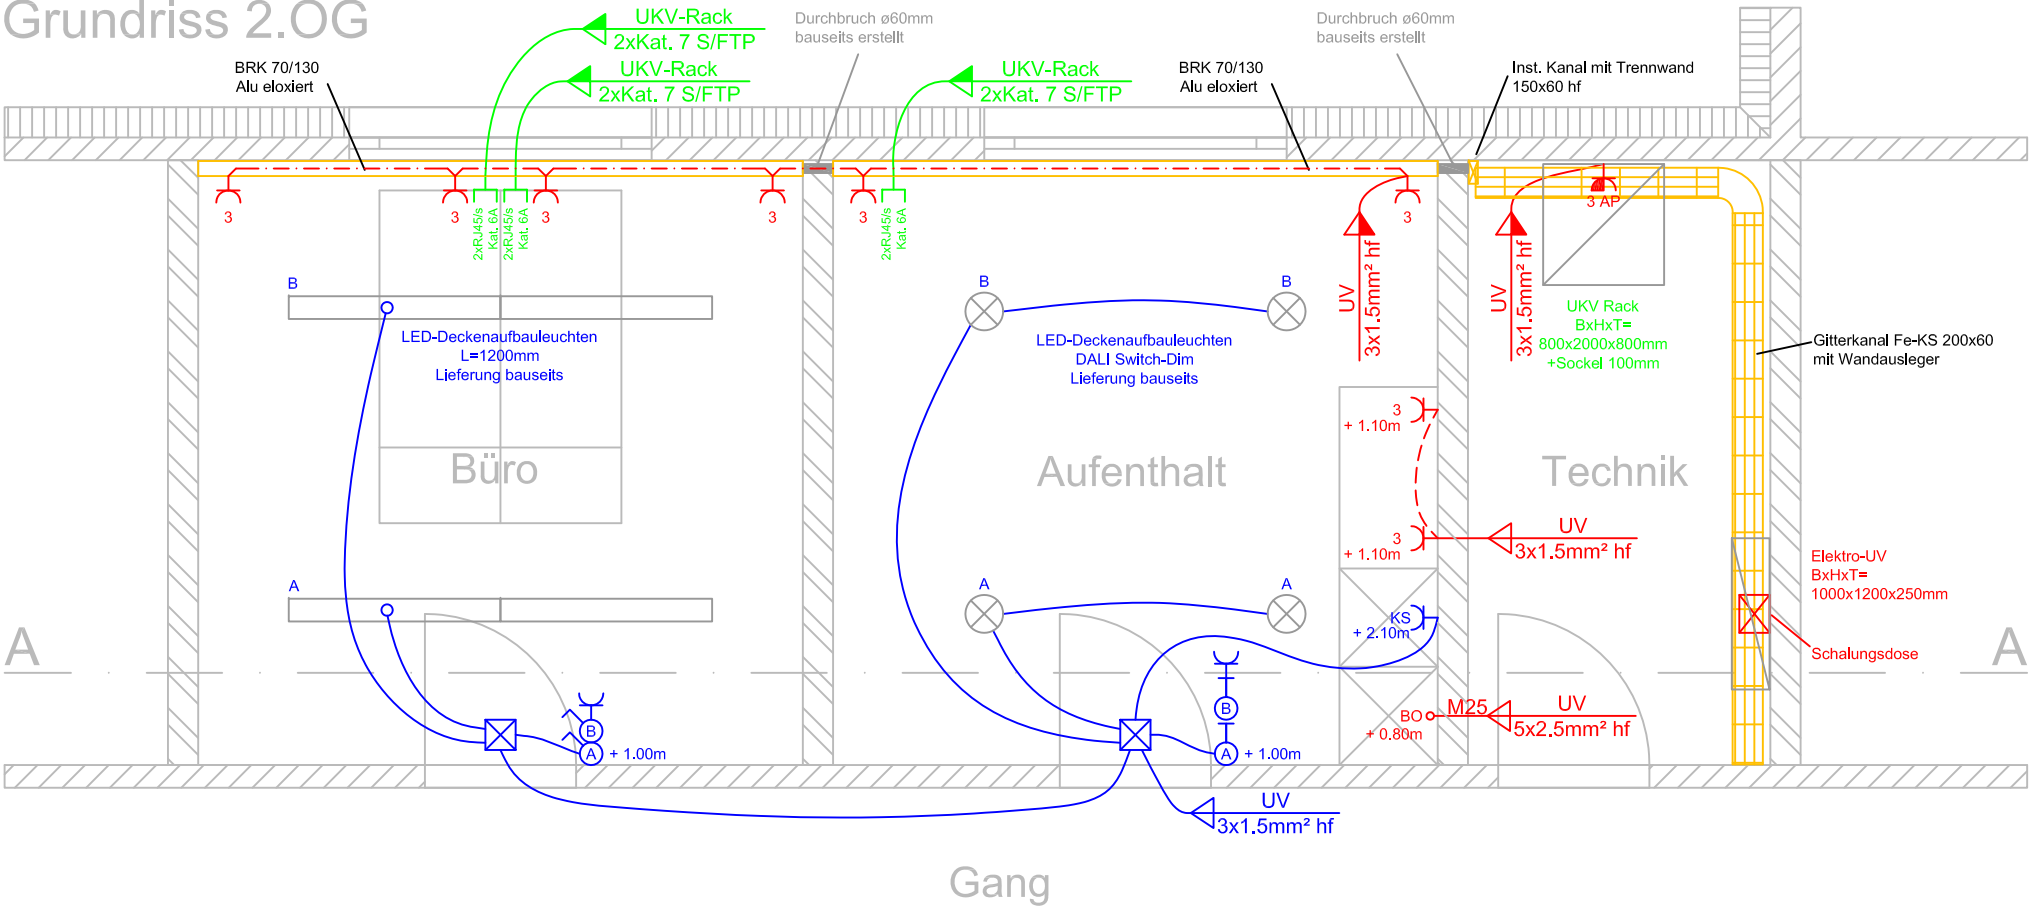 Grundriss 2.OG
UKV-Rack
2xKat. 7 S/FTP
UKV-Rack
2xKat. 7 S/FTP
Durchbruch ø60mm
bauseits erstellt
UKV-Rack
2xKat. 7 S/FTP
Durchbruch ø60mm
bauseits erstellt
BRK 70/130
Alu eloxiert
BRK 70/130
Alu eloxiert
Inst. Kanal mit Trennwand
150x60 hf
3
3
3
3
3
3
3 AP
2xRJ45/s
Kat. 6A
2xRJ45/s
Kat. 6A
2xRJ45/s
Kat. 6A
UV
3x1.5mm² hf
UV
3x1.5mm² hf
B
B
B
LED-Deckenaufbauleuchten
L=1200mm
Lieferung bauseits
LED-Deckenaufbauleuchten
DALI Switch-Dim
Lieferung bauseits
UKV Rack
BxHxT=
800x2000x800mm
+Sockel 100mm
Gitterkanal Fe-KS 200x60
mit Wandausleger
3
+ 1.10m
Büro
Aufenthalt
Technik
3
+ 1.10m
UV
3x1.5mm² hf
Elektro-UV
BxHxT=
1000x1200x250mm
A
A
A
KS
+ 2.10m
Schalungsdose
A
A
B
A
+ 1.00m
B
A
+ 1.00m
BO
+ 0.80m
M25
UV
5x2.5mm² hf
UV
3x1.5mm² hf
Gang